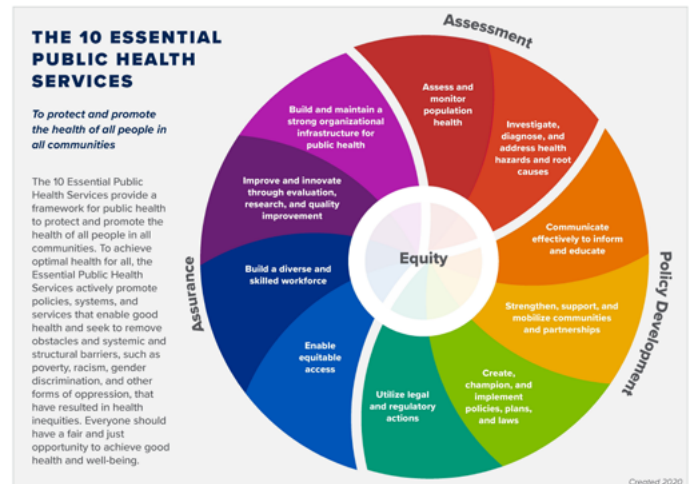 THE 10 ESSENTIAL
PUBLIC HEALTH
SERVICES
To protect and promote
the health of all people in
all communities
The 10 Essential Public
Health Services provide a
framework for public health
to protect and promote the
health of all people in all
communities. To achieve
optimal health for all, the
Essential Public Health
Services actively promote
policies, systems, and
services that enable good
health and seek to remove
obstacles and systemic and
structural barriers, such as
poverty, racism, gender
discrimination, and other
forms of oppression, that
have resulted in health
inequities. Everyone should
have a fair and just
opportunity to achieve good
health and well-being.
Assessment
Assess and
monitor
population
health
Investigate,
diagnose, and
address health
hazards and root
causes
Policy Development
Communicate
effectively to inform
and educate
Strengthen, support, and
mobilize communities
and partnerships
Create,
champion, and
implement
policies, plans,
and laws
Utilize legal
and regulatory
actions
Assurance
Enable
equitable
access
Build a diverse and
skilled workforce
Improve and innovate
through evaluation,
research, and quality
improvement
Build and maintain a
strong organizational
infrastructure for
public health
Equity
Created 2020